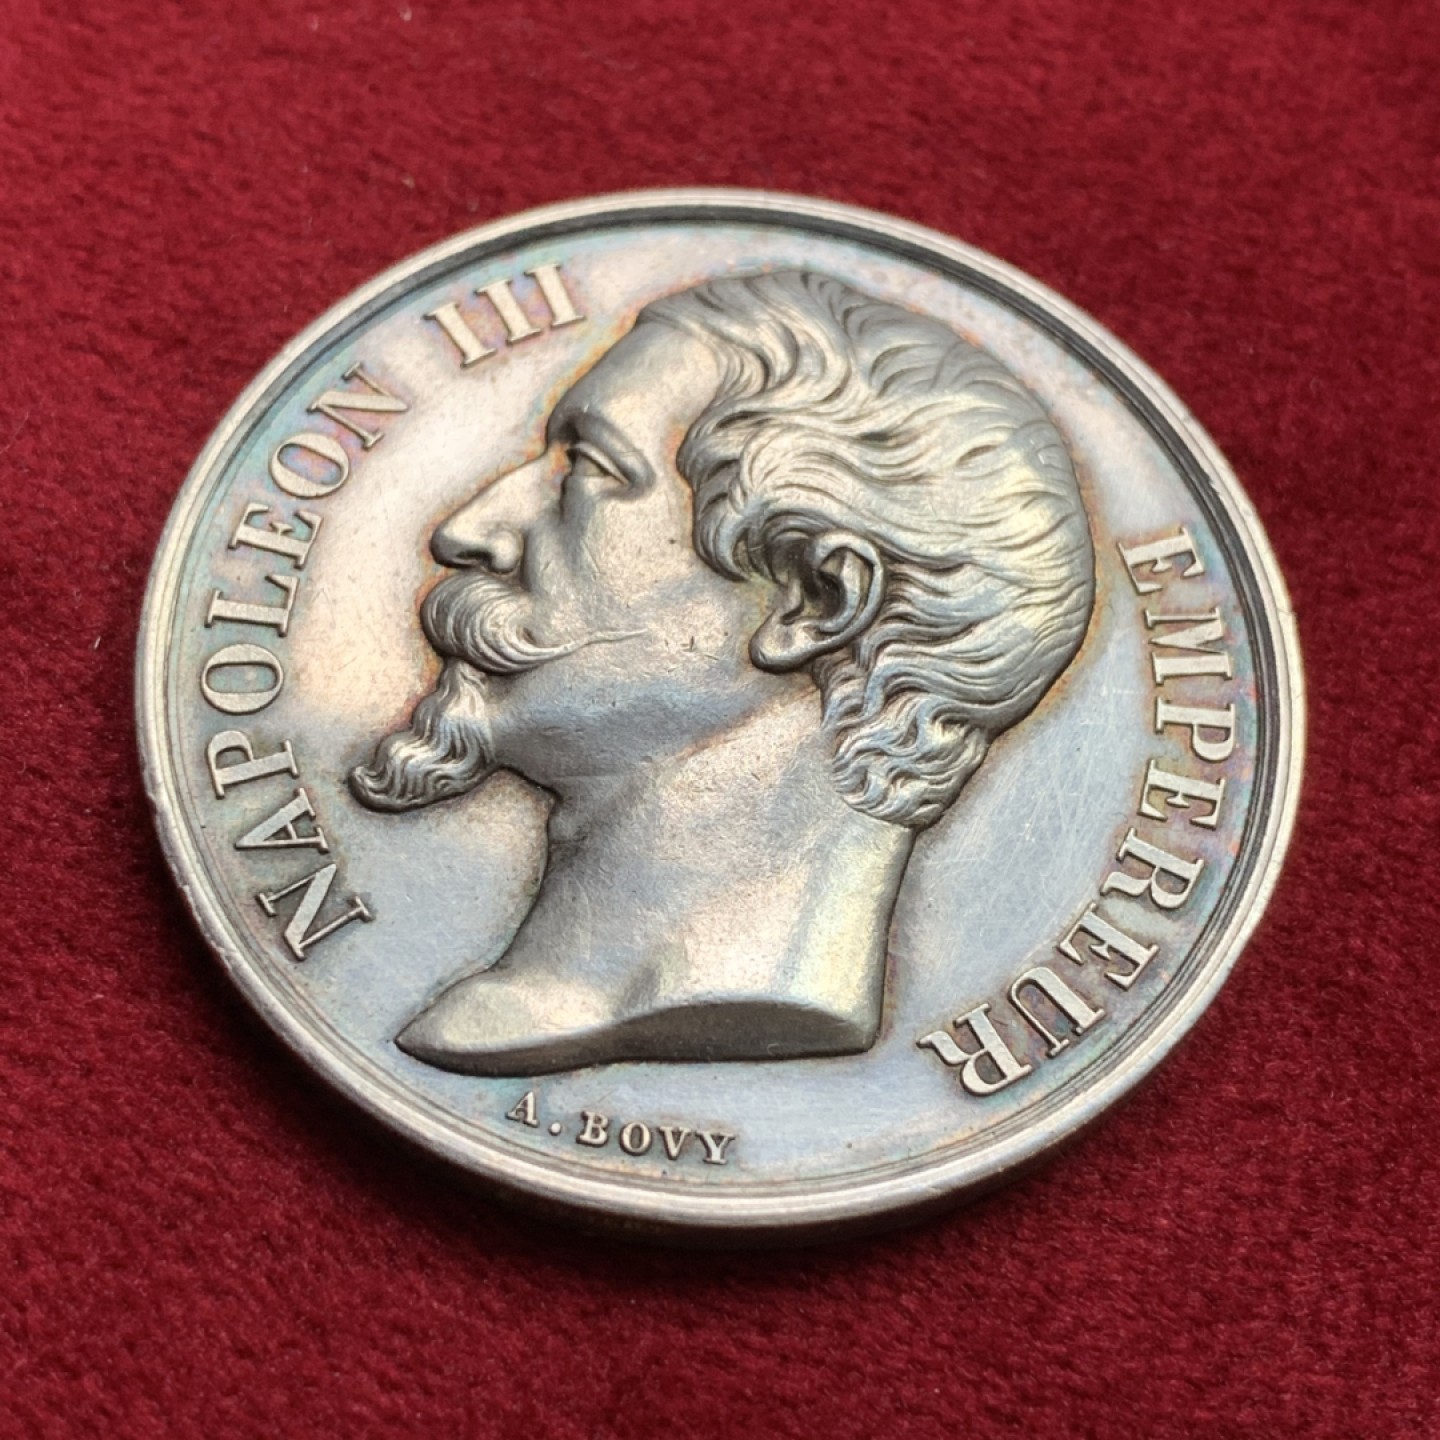 NAPOLEON III
EMPEREUR
A. BOVY